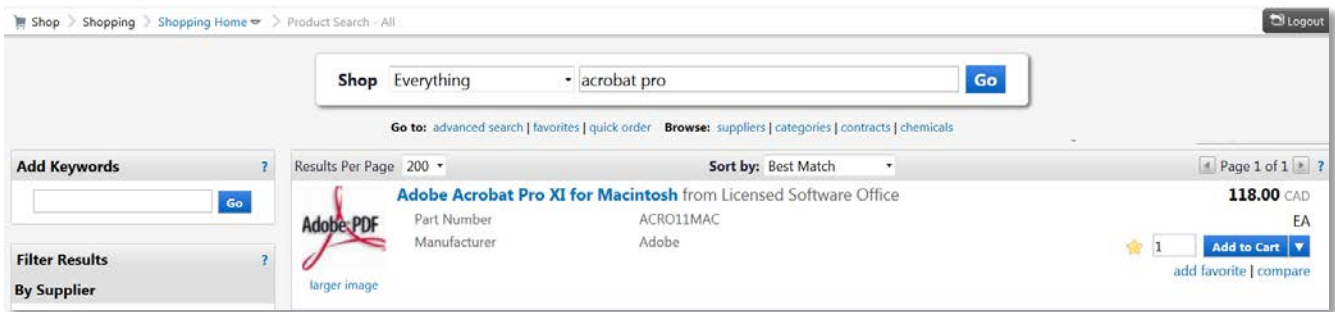 Shop > Shopping > Shopping Home > Product Search - All
Logout
Shop Everything acrobat pro Go
Go to: advanced search | favorites | quick order Browse: suppliers | categories | contracts | chemicals
Add Keywords ?
Go
Filter Results ?
By Supplier
Results Per Page 200 Sort by: Best Match Page 1 of 1 ?
Adobe PDF
larger image
Adobe Acrobat Pro XI for Macintosh from Licensed Software Office
Part Number ACRO11MAC
Manufacturer Adobe
118.00 CAD
EA
1 Add to Cart
add favorite | compare